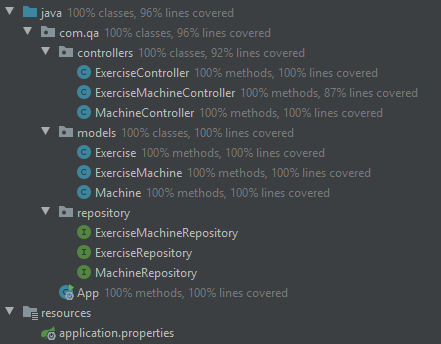 java 100% classes, 96% lines covered
com.qa 100% classes, 96% lines covered
controllers 100% classes, 92% lines covered
ExerciseController 100% methods, 100% lines covered
ExerciseMachineController 100% methods, 87% lines covered
MachineController 100% methods, 100% lines covered
models 100% classes, 100% lines covered
Exercise 100% methods, 100% lines covered
ExerciseMachine 100% methods, 100% lines covered
Machine 100% methods, 100% lines covered
repository
ExerciseMachineRepository
ExerciseRepository
MachineRepository
App 100% methods, 100% lines covered
resources
application.properties